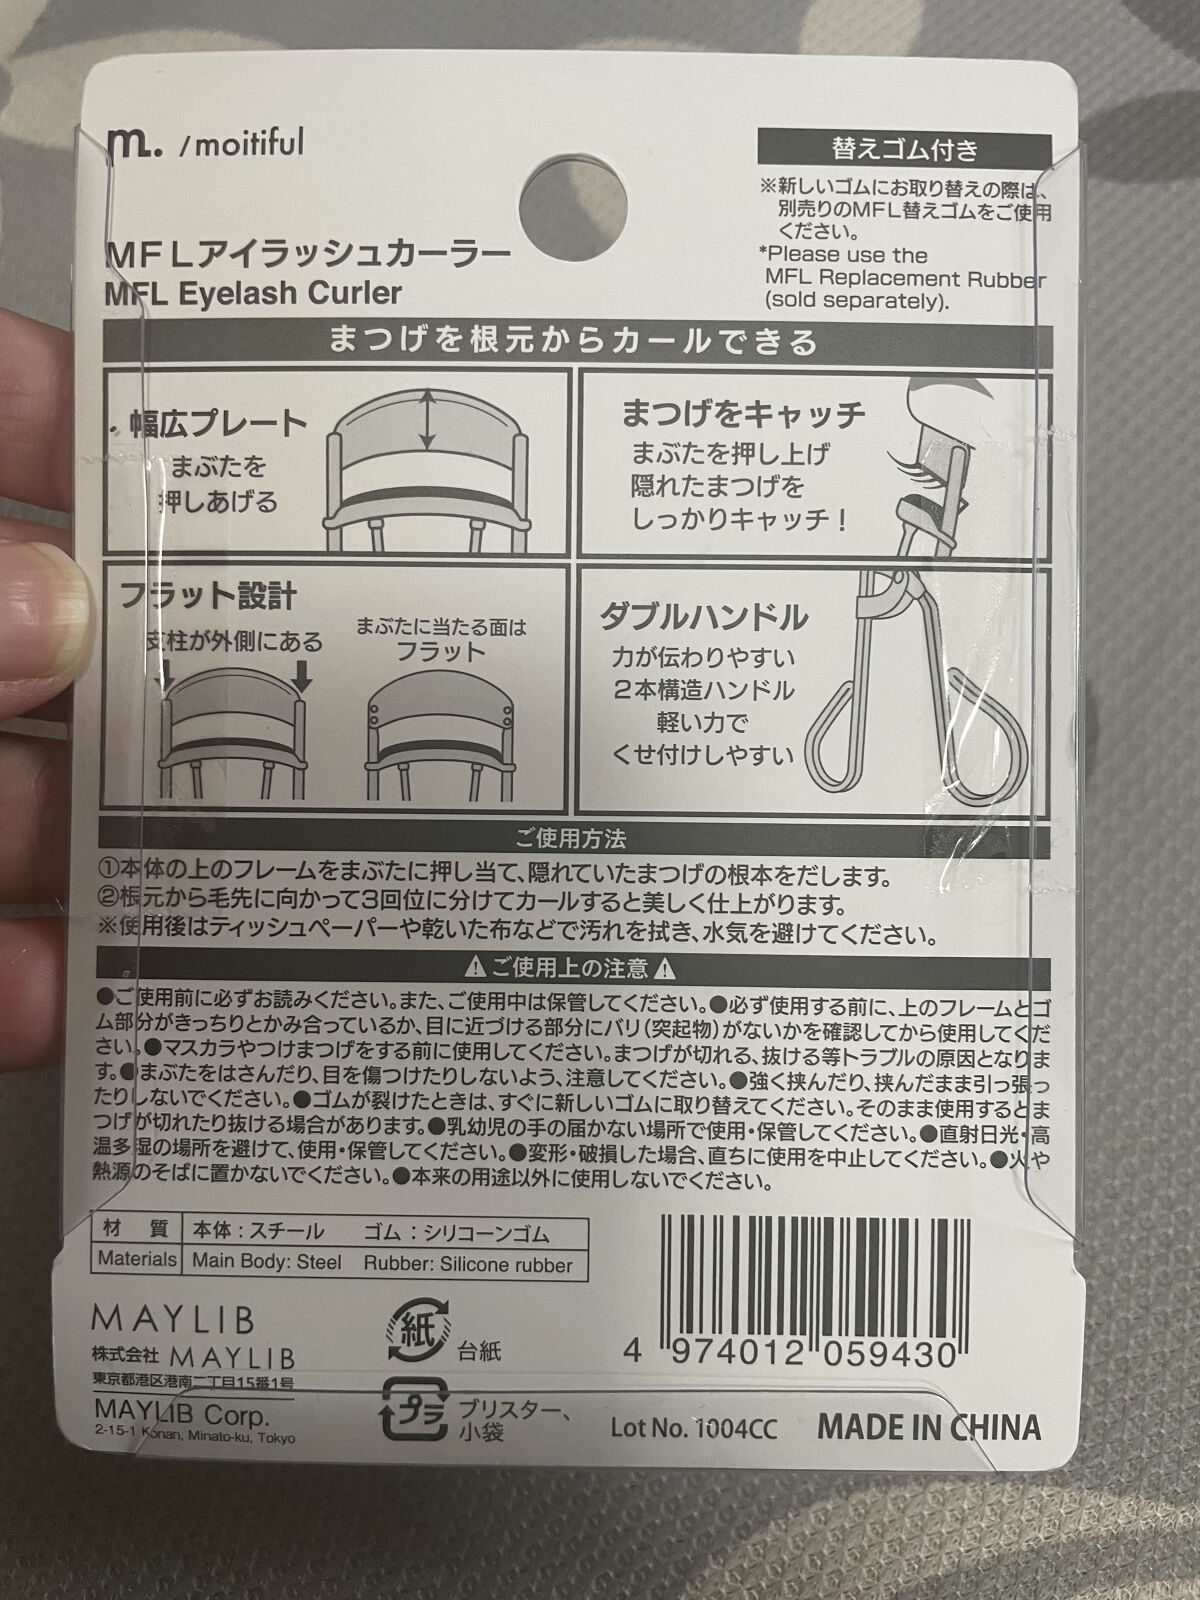 m. /moitiful
替えゴム付き
※新しいゴムにお取り替えの際は、
別売りのMFL替えゴムをご使用
ください。
*Please use the
MFL Replacement Rubber
(sold separately).
MFLアイラッシュカーラー
MFL Eyelash Curler
まつげを根元からカールできる
幅広プレート
まぶたを
押しあげる
まつげをキャッチ
まぶたを押し上げ
隠れたまつげを
しっかりキャッチ!
フラット設計
支柱が外側にある
まぶたに当たる面は
フラット
ダブルハンドル
力が伝わりやすい
2本構造ハンドル
軽い力で
くせ付けしやすい
ご使用方法
①本体の上のフレームをまぶたに押し当て、隠れていたまつげの根本をだします。
②根元から毛先に向かって3回位に分けてカールすると美しく仕上がります。
※使用後はティッシュペーパーや乾いた布などで汚れを拭き、水気を避けてください。
⚠ご使用上の注意⚠
●ご使用前に必ずお読みください。また、ご使用中は保管してください。●必ず使用する前に、上のフレームとゴ
ム部分がきっちりとかみ合っているか、目に近づける部分にバリ(突起物)がないかを確認してから使用してくだ
さい。●マスカラやつけまつげをする前に使用してください。まつげが切れる、抜ける等トラブルの原因となりま
す。●まぶたをはさんだり、目を傷つけたりしないよう、注意してください。●強く挟んだり、挟んだまま引っ張っ
たりしないでください。●ゴムが裂けたときは、すぐに新しいゴムに取り替えてください。そのまま使用するとま
つげが切れたり抜ける場合があります。●乳幼児の手の届かない場所で使用・保管してください。●直射日光・高
温多湿の場所を避けて、使用・保管してください。●変形・破損した場合、直ちに使用を中止してください。●火や
熱源のそばに置かないでください。●本来の用途以外に使用しないでください。
材 質 本体:スチール ゴム:シリコーンゴム
Materials Main Body: Steel Rubber: Silicone rubber
MAYLIB
株式会社 MAYLIB
東京都港区港南二丁目15番1号
MAYLIB Corp.
2-15-1 Konan, Minato-ku, Tokyo
紙 台紙
プラ ブリスター、
小袋
4 974012 059430
Lot No. 1004CC MADE IN CHINA